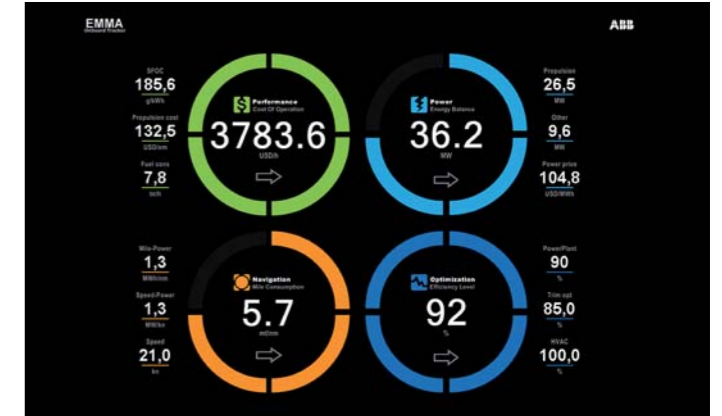 EMMA
Onboard Tracker
ABB
SFOC
185,6
g/kWh
Propulsion cost
132,5
USD/nm
Fuel cons
7,8
ton/h
Performance
Cost Of Operation
3783.6
USD/h
Power
Energy Balance
36.2
MW
Propulsion
26,5
MW
Other
9,6
MW
Power price
104,8
USD/MWh
Mile-Power
1,3
MWh/nm
Speed-Power
1,3
MW/kn
Speed
21,0
kn
Navigation
Mile Consumption
5.7
Optimization
Efficiency Level
92
%
PowerPlant
90
%
Trim opt
85,0
%
HVAC
100,0
%